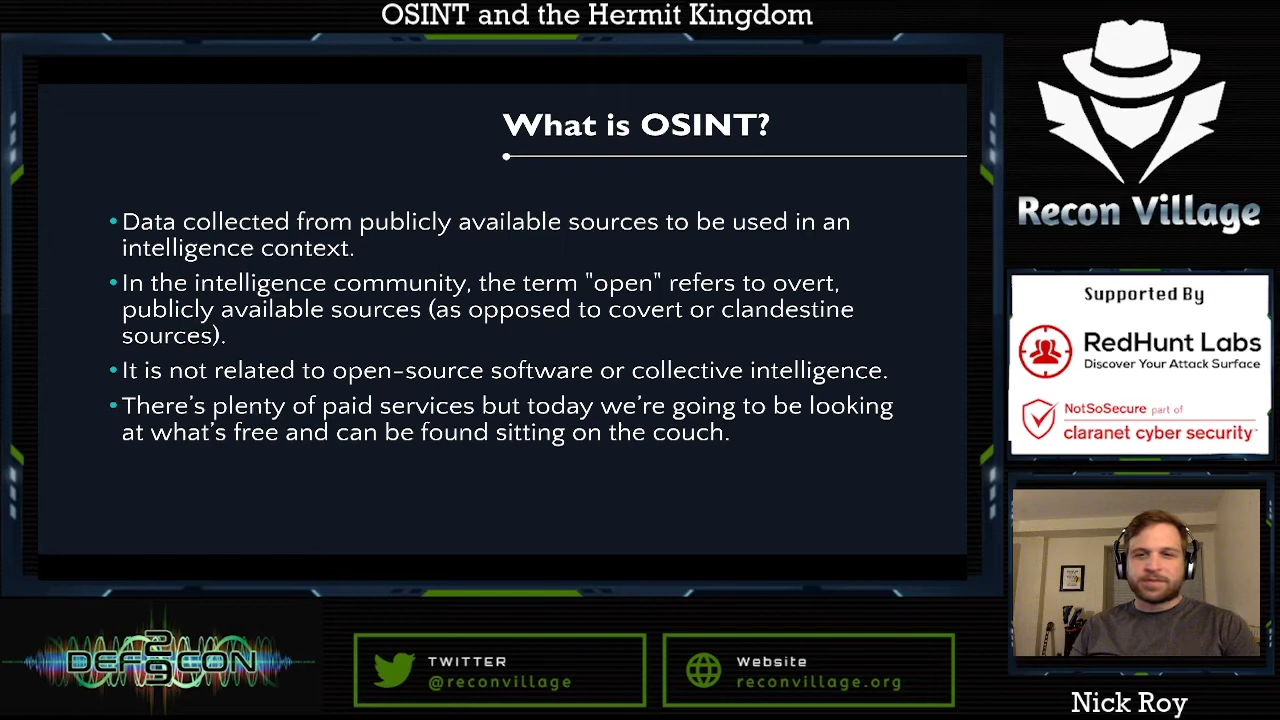 OSINT and the Hermit Kingdom
What is OSINT?
•Data collected from publicly available sources to be used in an
intelligence context.
•In the intelligence community, the term "open" refers to overt,
publicly available sources (as opposed to covert or clandestine
sources).
•It is not related to open-source software or collective intelligence.
•There’s plenty of paid services but today we’re going to be looking
at what’s free and can be found sitting on the couch.
Recon Village
Supported By
RedHunt Labs
Discover Your Attack Surface
NotSoSecure part of
claranet cyber security
DEFCON
29
TWITTER
@reconvillage
Website
reconvillage.org
Nick Roy